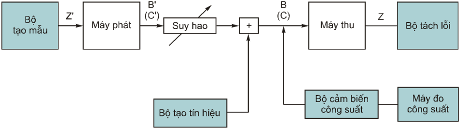 Bộ
tạo mẫu
Z'
Máy phát
B'
(C')
Suy hao
+
B
(C)
Máy thu
Z
Bộ tách lỗi
Bộ tạo tín hiệu
Bộ cảm biến
công suất
Máy đo
công suất